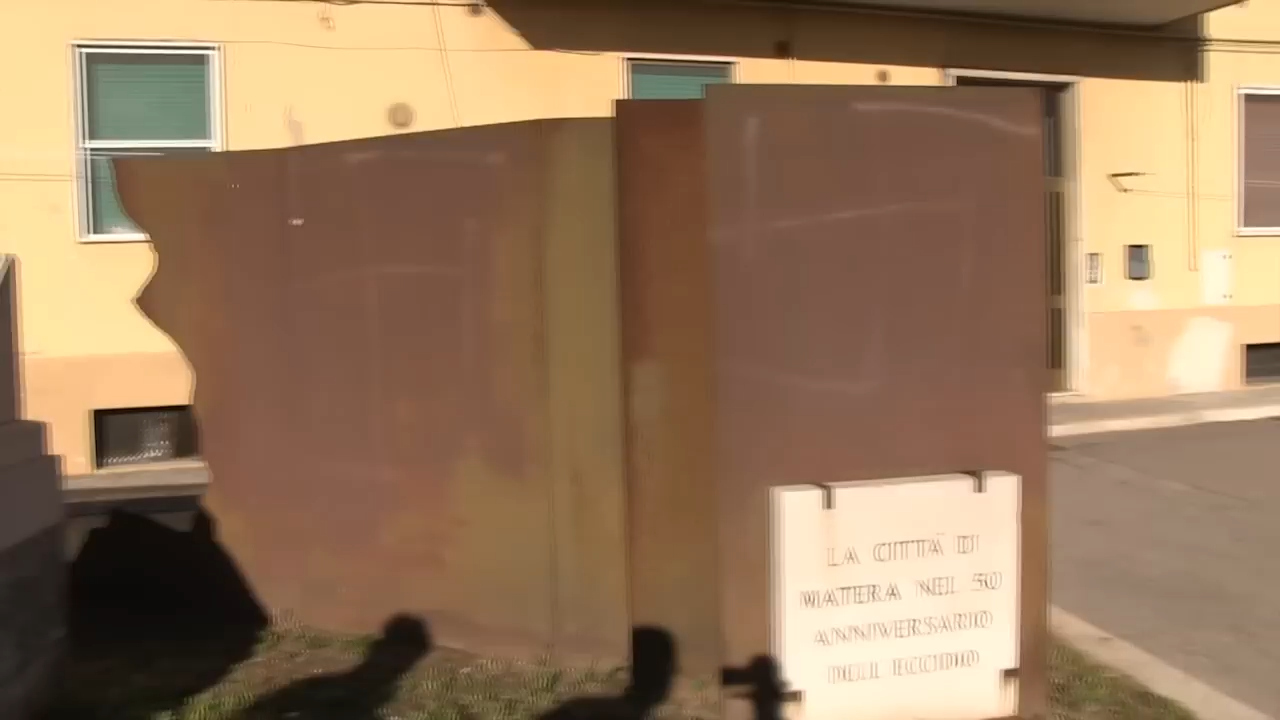 LA CITTÀ DI
MATERA NEL 50
ANNIVERSARIO
DELL ECCIDIO